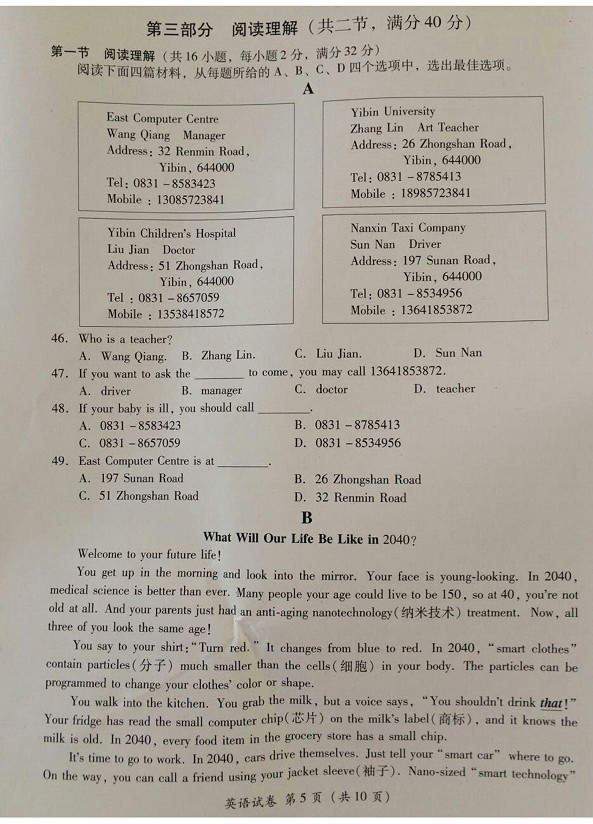 第三部分 阅读理解(共二节，满分40分)
第一节 阅读理解(共16小题，每小题2分，满分32分)
阅读下面四篇材料，从每题所给的A、B、C、D四个选项中，选出最佳选项。
A
East Computer Centre
Wang Qiang Manager
Address: 32 Renmin Road,
Yibin, 644000
Tel: 0831-8583423
Mobile : 13085723841
Yibin University
Zhang Lin Art Teacher
Address: 26 Zhongshan Road,
Yibin, 644000
Tel: 0831-8785413
Mobile : 18985723841
Yibin Children's Hospital
Liu Jian Doctor
Address: 51 Zhongshan Road,
Yibin, 644000
Tel : 0831-8657059
Mobile : 13538418572
Nanxin Taxi Company
Sun Nan Driver
Address: 197 Sunan Road,
Yibin, 644000
Tel: 0831-8534956
Mobile : 13641853872
46. Who is a teacher?
A. Wang Qiang. B. Zhang Lin. C. Liu Jian. D. Sun Nan
47. If you want to ask the ________ to come, you may call 13641853872.
A. driver B. manager C. doctor D. teacher
48. If your baby is ill, you should call ________.
A. 0831-8583423 B. 0831-8785413
C. 0831-8657059 D. 0831-8534956
49. East Computer Centre is at ________.
A. 197 Sunan Road B. 26 Zhongshan Road
C. 51 Zhongshan Road D. 32 Renmin Road
B
What Will Our Life Be Like in 2040?
Welcome to your future life!
You get up in the morning and look into the mirror. Your face is young-looking. In 2040,
medical science is better than ever. Many people your age could live to be 150, so at 40, you're not
old at all. And your parents just had an anti-aging nanotechnology(纳米技术) treatment. Now, all
three of you look the same age!
You say to your shirt: "Turn red." It changes from blue to red. In 2040, "smart clothes"
contain particles(分子) much smaller than the cells(细胞) in your body. The particles can be
programmed to change your clothes' color or shape.
You walk into the kitchen. You grab the milk, but a voice says, "You shouldn't drink that!"
Your fridge has read the small computer chip(芯片) on the milk's label(商标), and it knows the
milk is old. In 2040, every food item in the grocery store has a small chip.
It's time to go to work. In 2040, cars drive themselves. Just tell your "smart car" where to go.
On the way, you can call a friend using your jacket sleeve(袖子). Nano-sized "smart technology"
英语试卷 第5页(共10页)